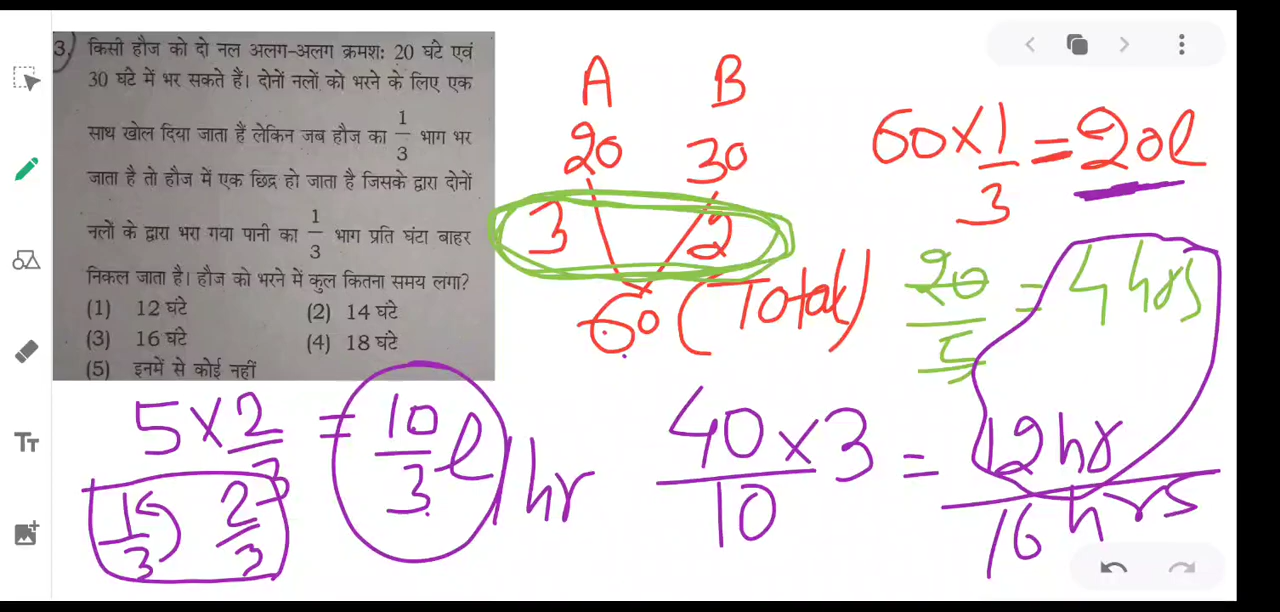 3. किसी हौज को दो नल अलग-अलग क्रमश: 20 घंटे एवं
30 घंटे में भर सकते हैं। दोनों नलों को भरने के लिए एक
साथ खोल दिया जाता हैं लेकिन जब हौज का 1/3 भाग भर
जाता है तो हौज में एक छिद्र हो जाता है जिसके द्वारा दोनों
नलों के द्वारा भरा गया पानी का 1/3 भाग प्रति घंटा बाहर
निकल जाता है। हौज को भरने में कुल कितना समय लगा?
(1) 12 घंटे (2) 14 घंटे
(3) 16 घंटे (4) 18 घंटे
(5) इनमें से कोई नहीं
A B
20 30
3 2
60 (Total)
60 × 1/3 = 20l
20/5 = 4 hrs
5 × 2/3 = 10/3 l/hr
1/3) 2/3
40 × 3/10 = 12 hr
16 hrs
TT